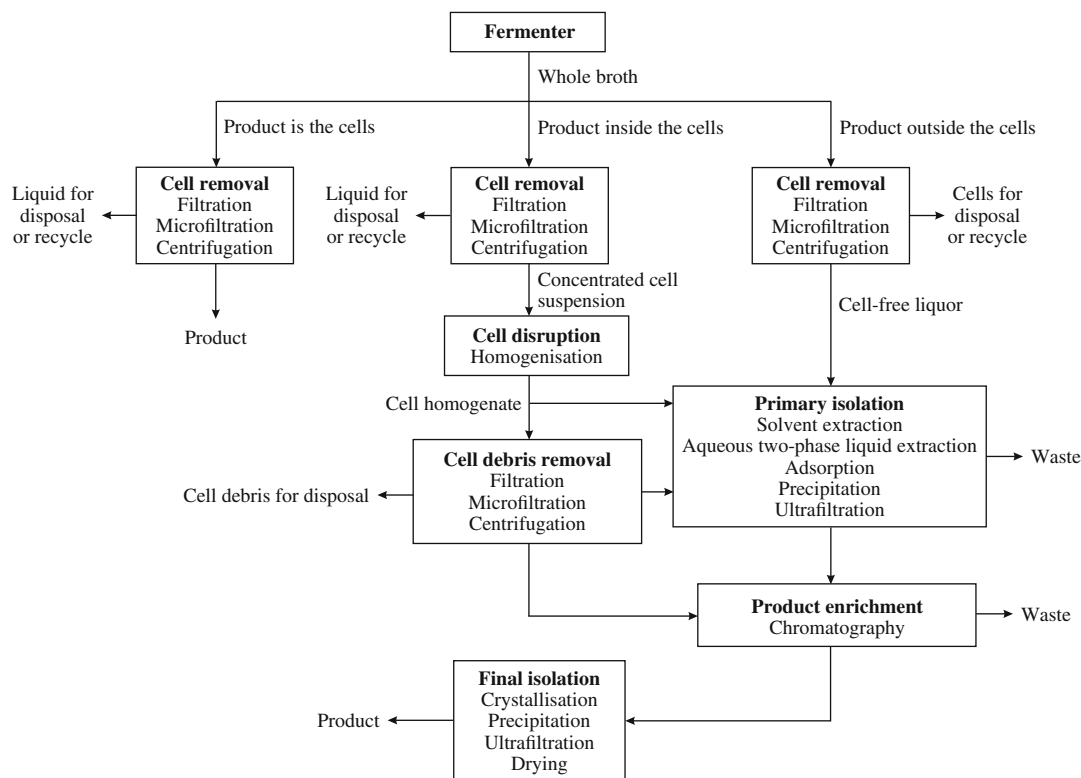 Fermenter
Whole broth
Product is the cells
Product inside the cells
Product outside the cells
Liquid for
disposal
or recycle
Cell removal
Filtration
Microfiltration
Centrifugation
Liquid for
disposal
or recycle
Cell removal
Filtration
Microfiltration
Centrifugation
Cell removal
Filtration
Microfiltration
Centrifugation
Cells for
disposal
or recycle
Product
Concentrated cell
suspension
Cell-free liquor
Cell disruption
Homogenisation
Cell homogenate
Primary isolation
Solvent extraction
Aqueous two-phase liquid extraction
Adsorption
Precipitation
Ultrafiltration
Waste
Cell debris removal
Filtration
Microfiltration
Centrifugation
Cell debris for disposal
Product enrichment
Chromatography
Waste
Final isolation
Crystallisation
Precipitation
Ultrafiltration
Drying
Product